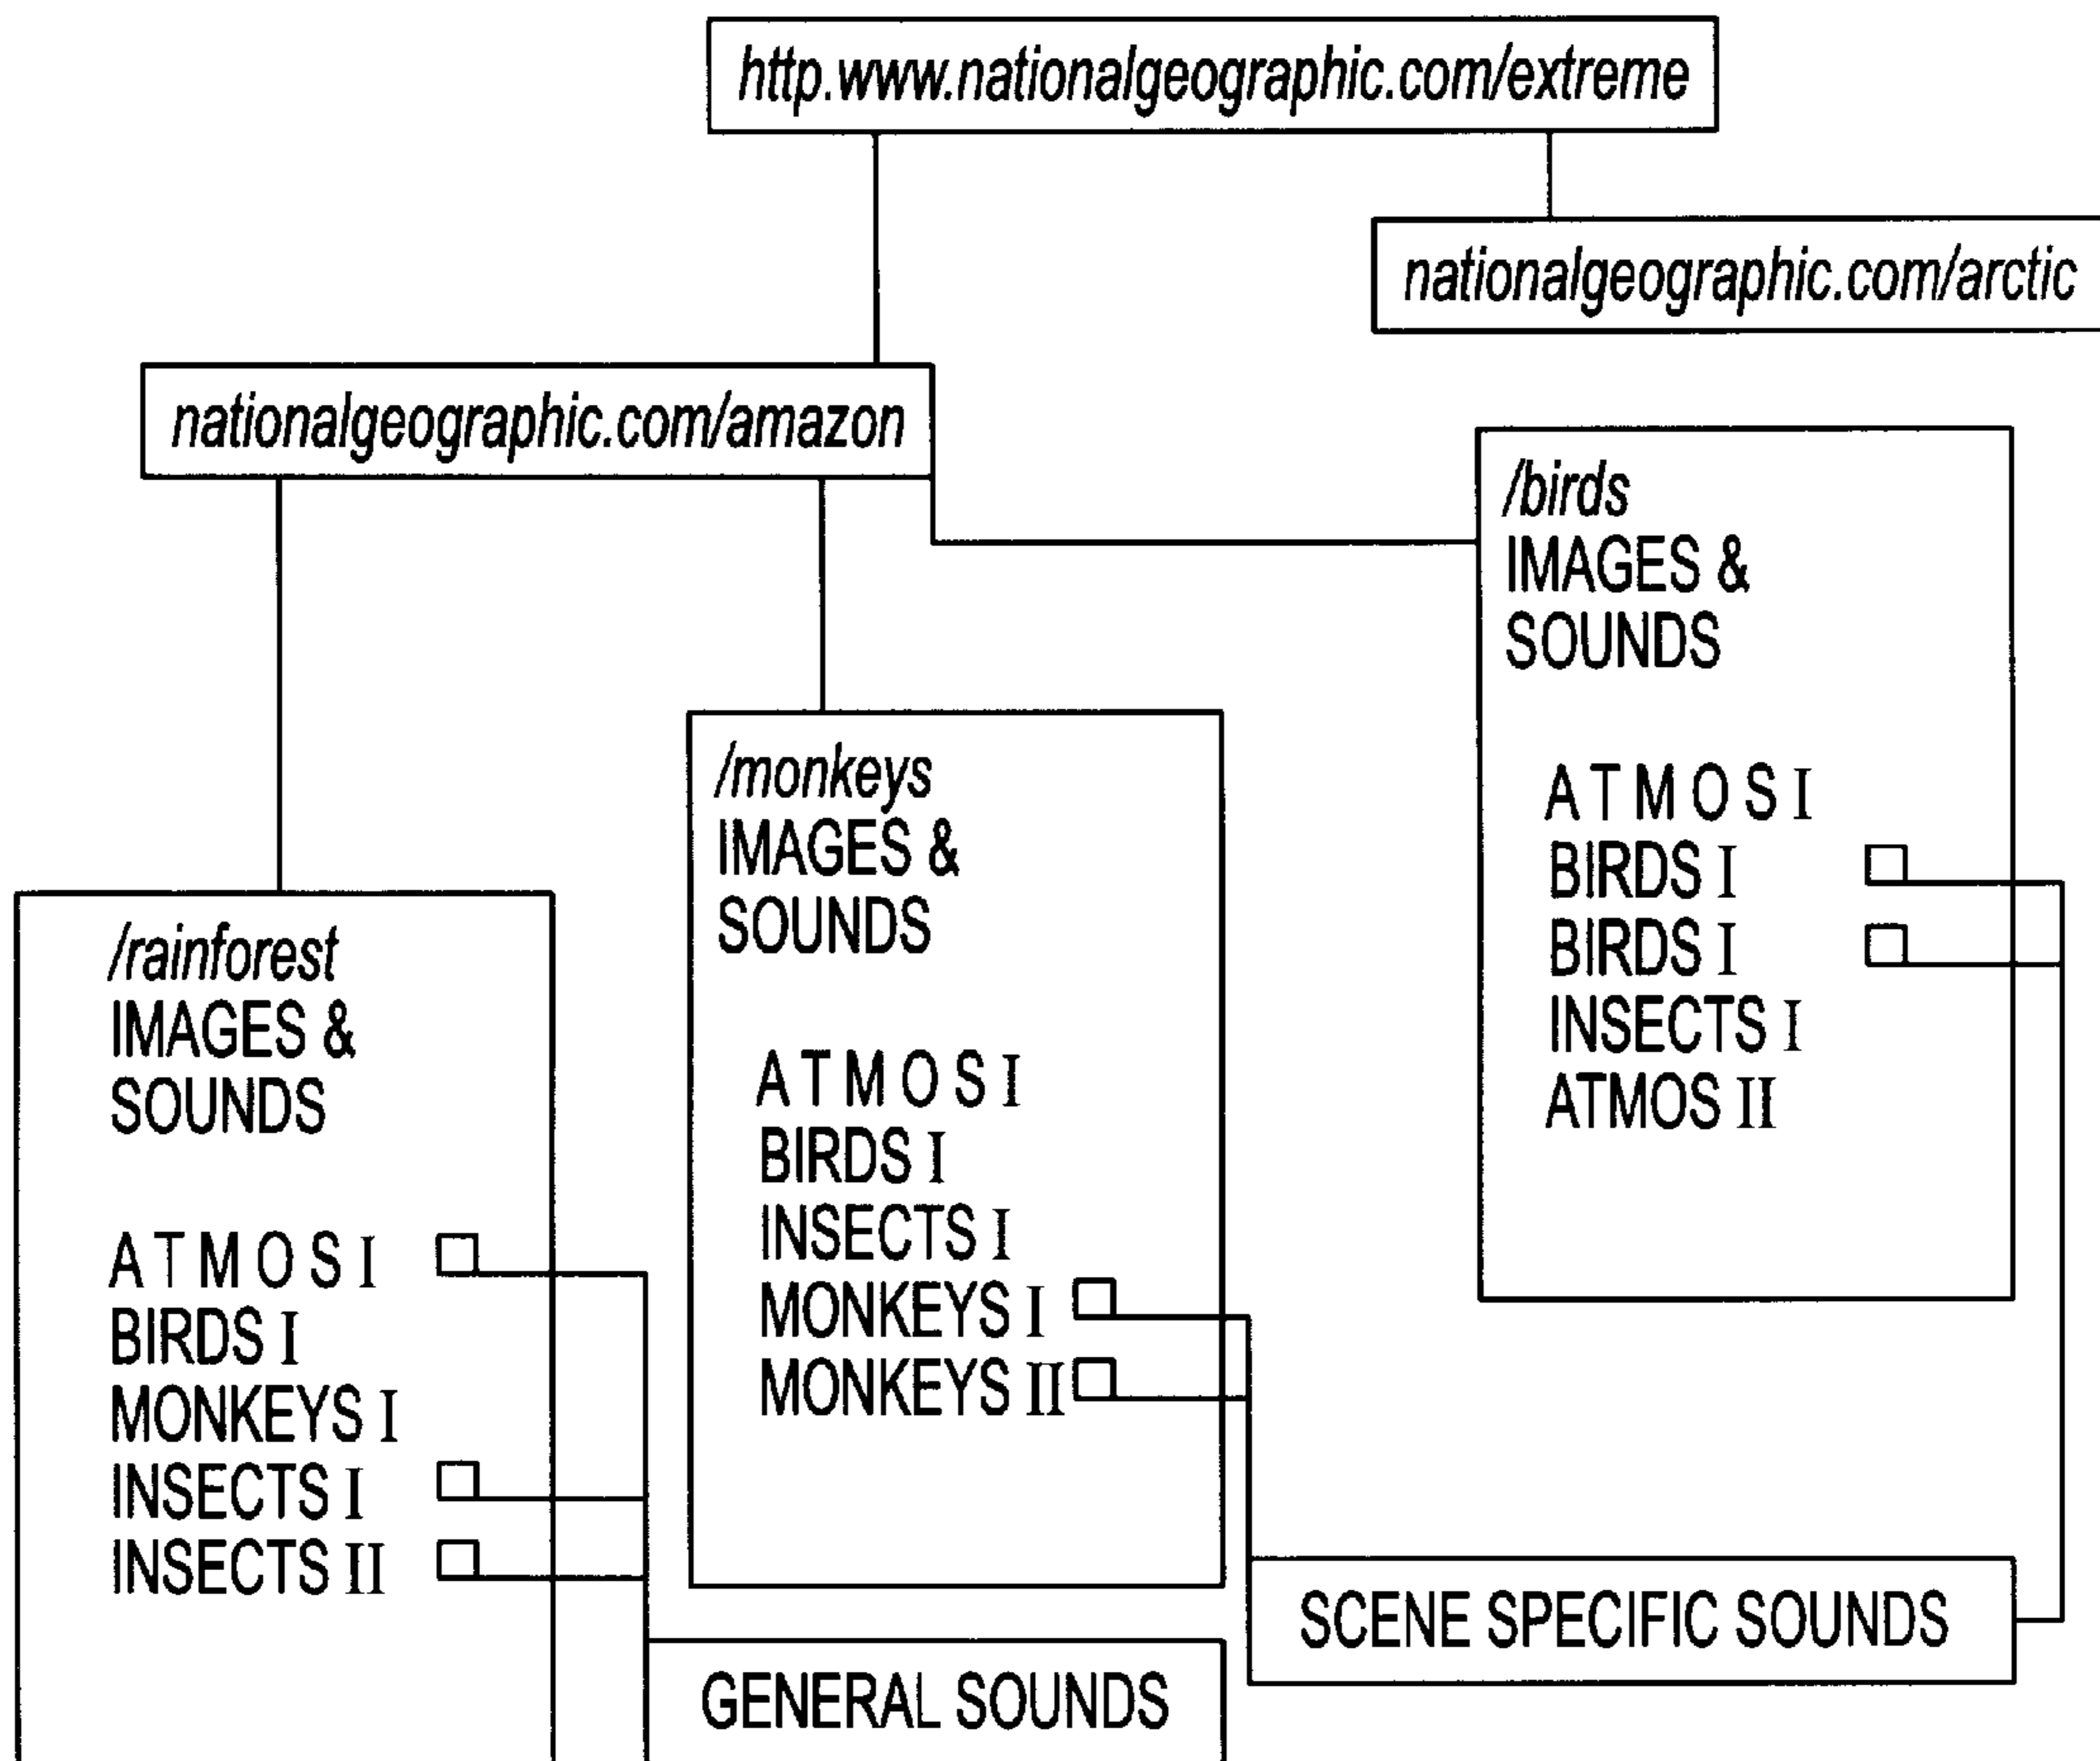 http.www.nationalgeographic.com/extreme
nationalgeographic.com/arctic
nationalgeographic.com/amazon
/birds
IMAGES &
SOUNDS
A T M O S I
BIRDS I
BIRDS I
INSECTS I
ATMOS II
/monkeys
IMAGES &
SOUNDS
A T M O S I
BIRDS I
INSECTS I
MONKEYS I
MONKEYS II
/rainforest
IMAGES &
SOUNDS
A T M O S I
BIRDS I
MONKEYS I
INSECTS I
INSECTS II
SCENE SPECIFIC SOUNDS
GENERAL SOUNDS